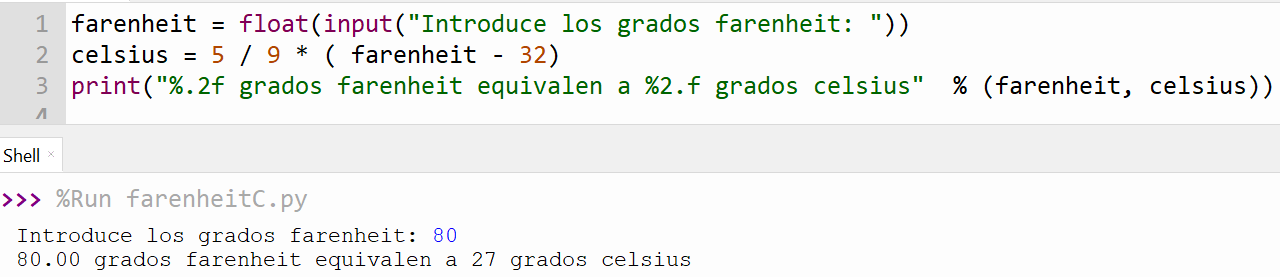 1 farenheit = float(input("Introduce los grados farenheit: "))
2 celsius = 5 / 9 * ( farenheit - 32)
3 print("%.2f grados farenheit equivalen a %2.f grados celsius"  % (farenheit, celsius))
4
Shell ×
>>> %Run farenheitC.py
Introduce los grados farenheit: 80
80.00 grados farenheit equivalen a 27 grados celsius